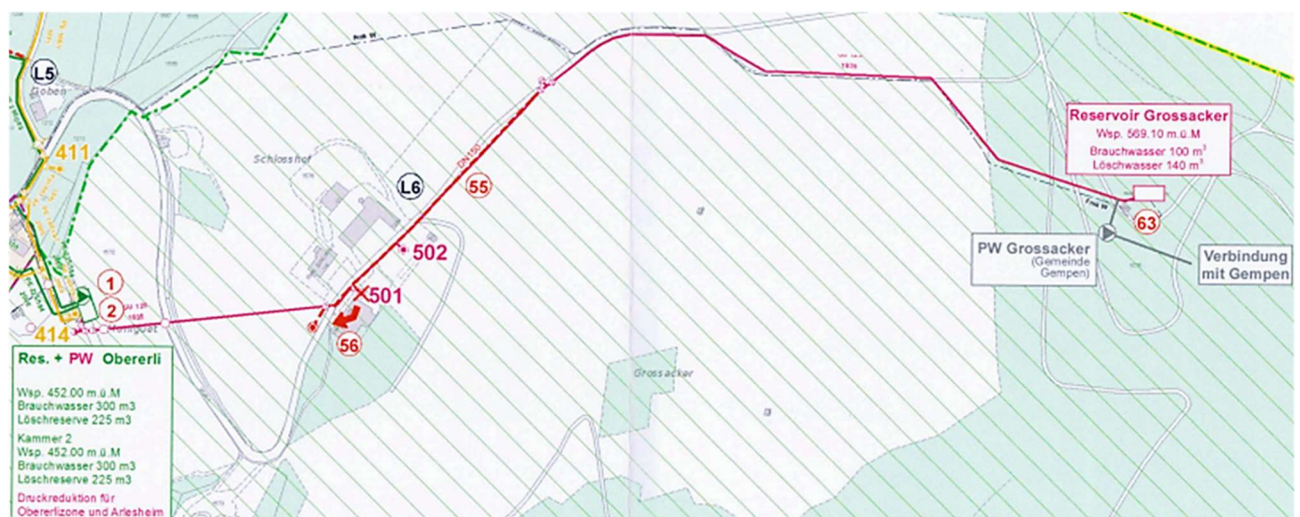 L5
Goben
411
Schlosshof
L6
DN150
55
502
501
56
1
2
414
Res. + PW Obererli
Wsp. 452.00 m.ü.M
Brauchwasser 300 m3
Löschreserve 225 m3
Kammer 2
Wsp. 452.00 m.ü.M
Brauchwasser 300 m3
Löschreserve 225 m3
Druckreduktion für
Obererlizone und Arlesheim
Grossacker
Reservoir Grossacker
Wsp. 569.10 m.ü.M
Brauchwasser 100 m³
Löschwasser 140 m³
63
PW Grossacker
(Gemeinde
Gempen)
Verbindung
mit Gempen